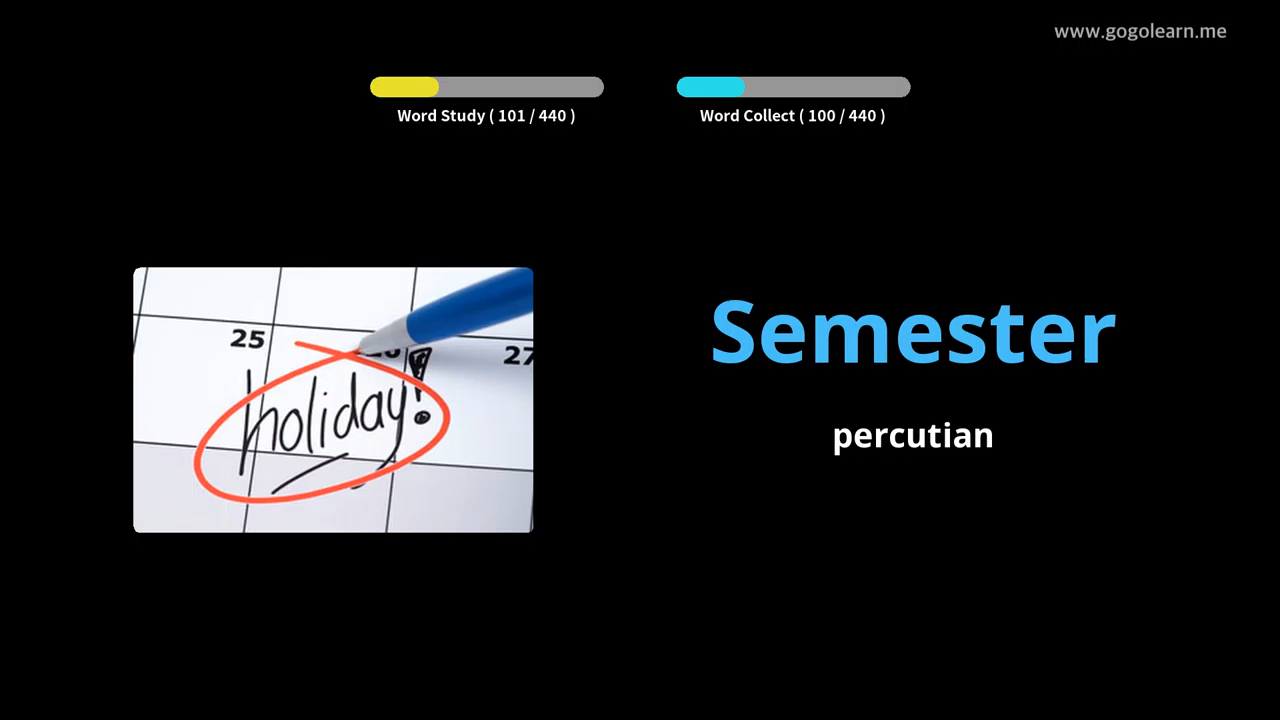 www.gogolearn.me
Word Study ( 101 / 440 )
Word Collect ( 100 / 440 )
25
27
holiday!
Semester
percutian